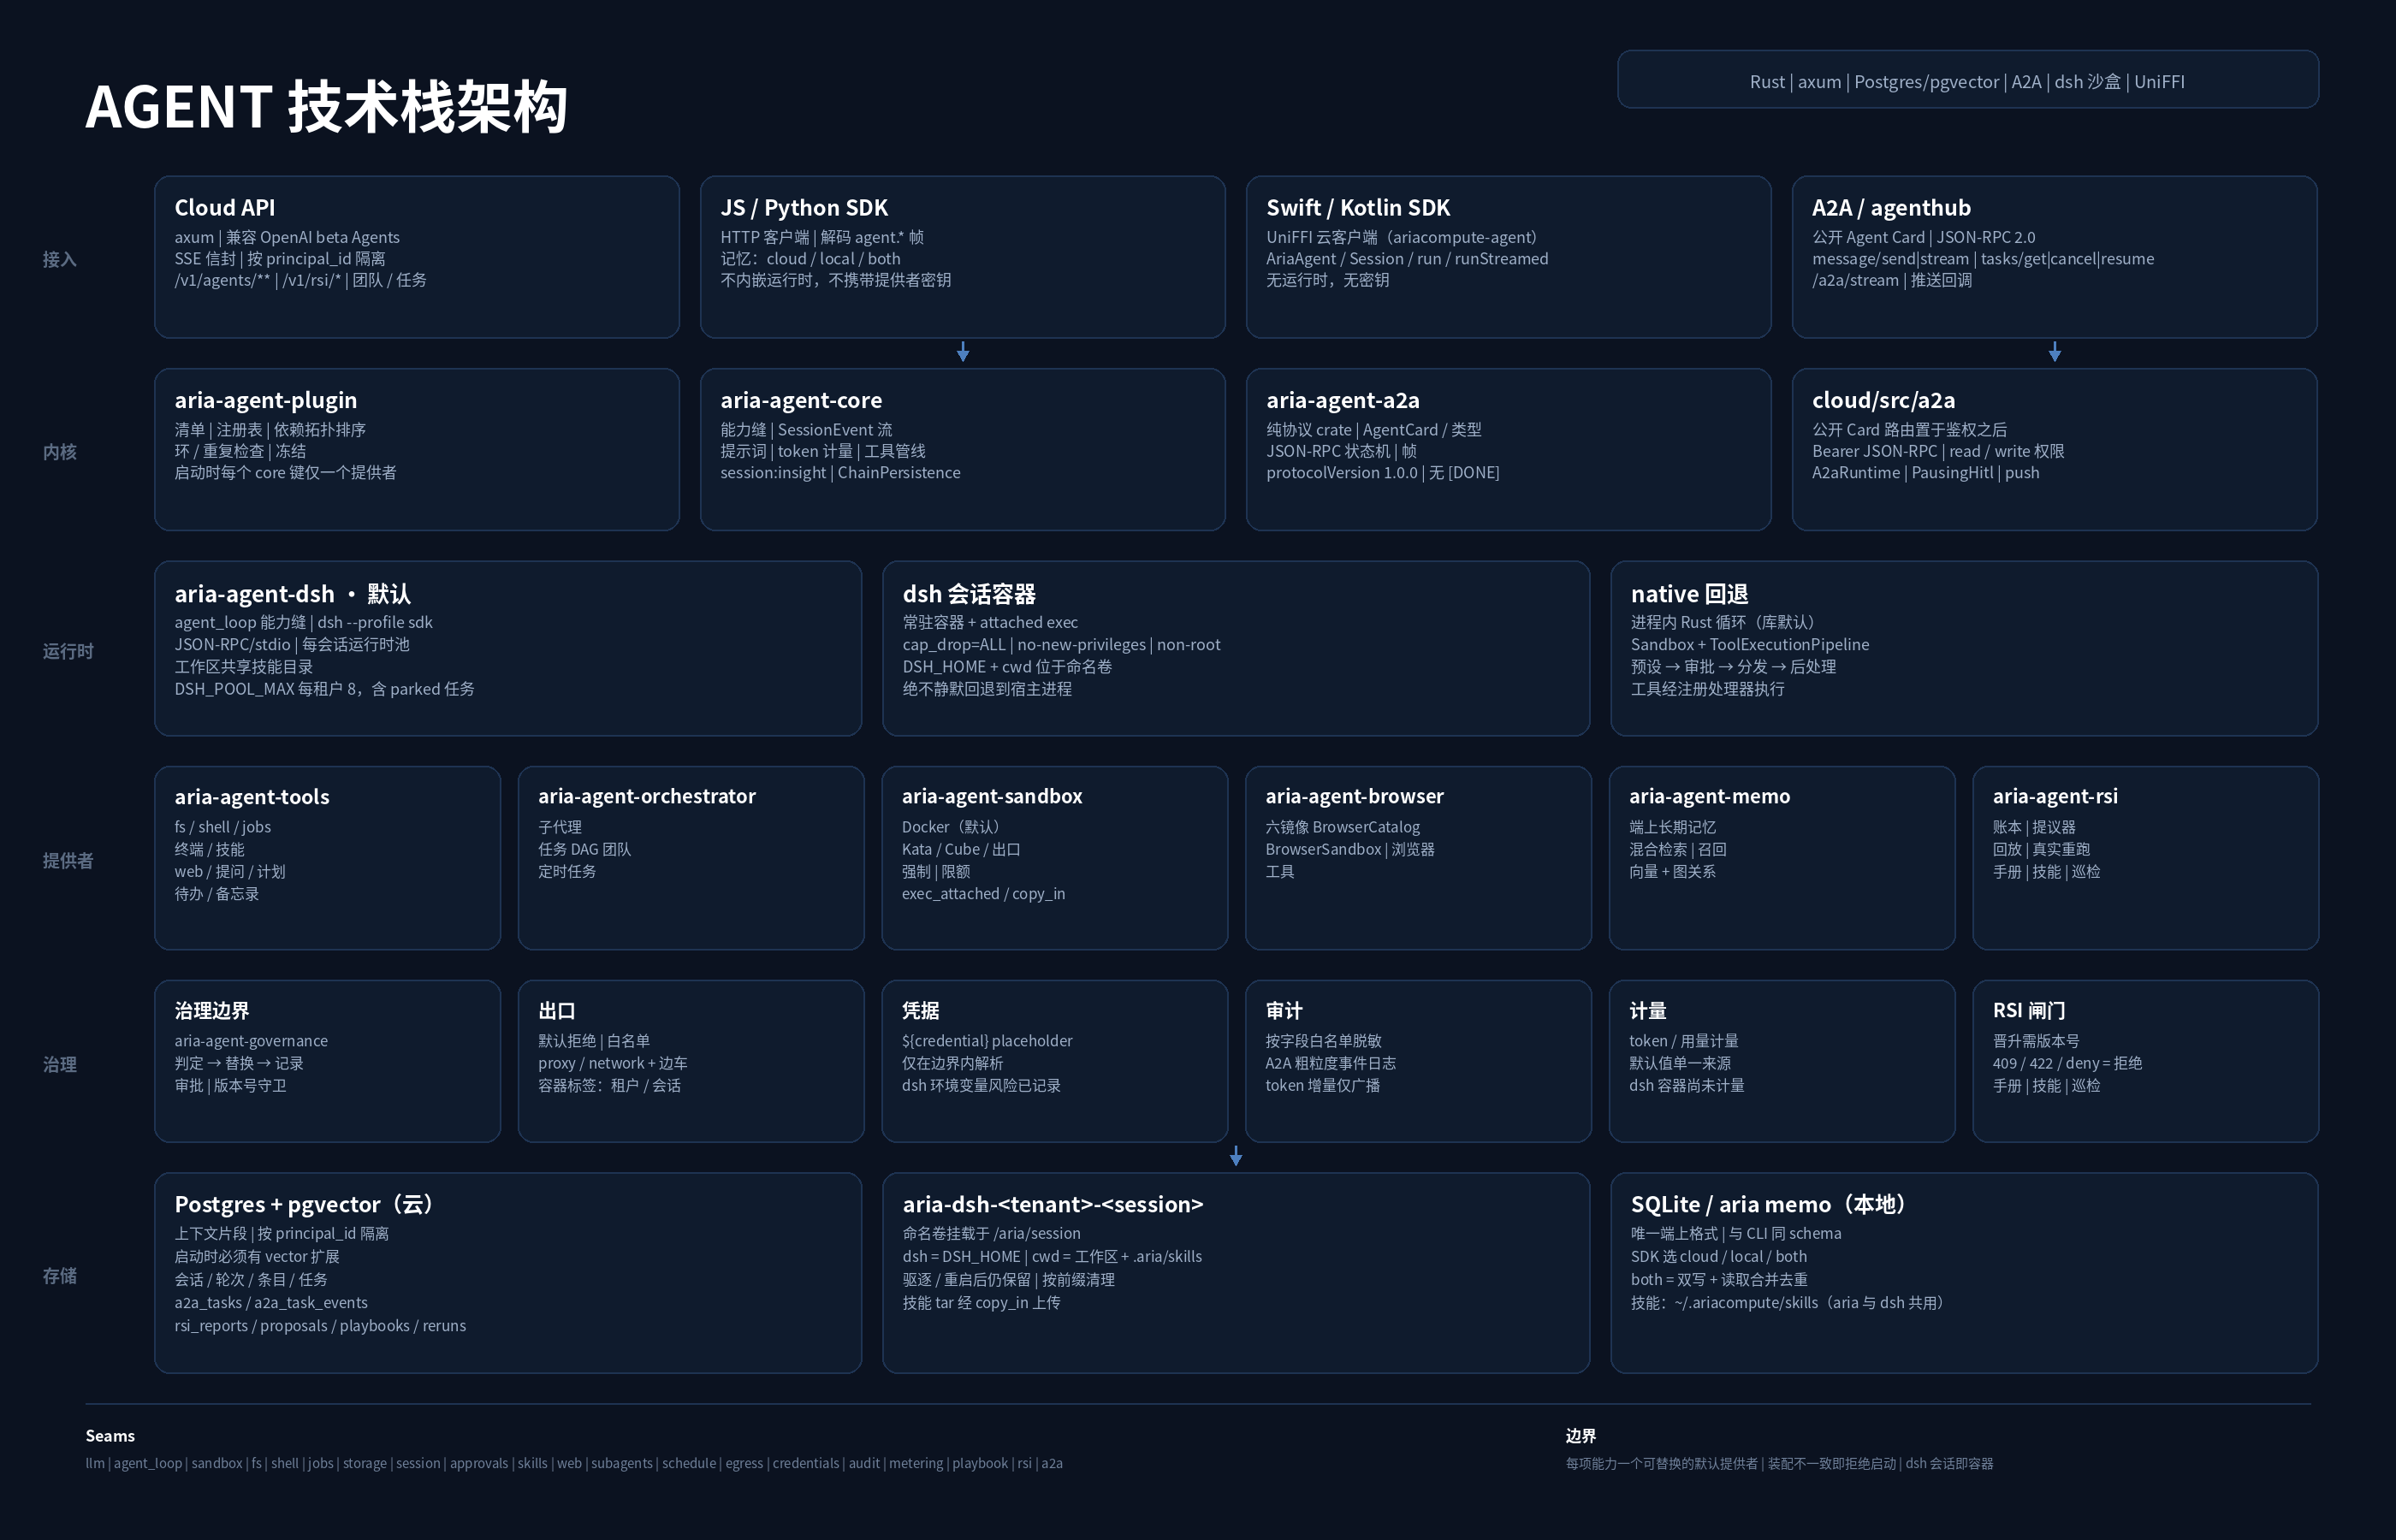 AGENT 技术栈架构
Rust | axum | Postgres/pgvector | A2A | dsh 沙盒 | UniFFI
接入
Cloud API
axum | 兼容 OpenAI beta Agents
SSE 信封 | 按 principal_id 隔离
/v1/agents/** | /v1/rsi/* | 团队 / 任务
JS / Python SDK
HTTP 客户端 | 解码 agent.* 帧
记忆：cloud / local / both
不内嵌运行时，不携带提供者密钥
Swift / Kotlin SDK
UniFFI 云客户端（ariacompute-agent）
AriaAgent / Session / run / runStreamed
无运行时，无密钥
A2A / agenthub
公开 Agent Card | JSON-RPC 2.0
message/send|stream | tasks/get|cancel|resume
/a2a/stream | 推送回调
内核
aria-agent-plugin
清单 | 注册表 | 依赖拓扑排序
环 / 重复检查 | 冻结
启动时每个 core 键仅一个提供者
aria-agent-core
能力缝 | SessionEvent 流
提示词 | token 计量 | 工具管线
session:insight | ChainPersistence
aria-agent-a2a
纯协议 crate | AgentCard / 类型
JSON-RPC 状态机 | 帧
protocolVersion 1.0.0 | 无 [DONE]
cloud/src/a2a
公开 Card 路由置于鉴权之后
Bearer JSON-RPC | read / write 权限
A2aRuntime | PausingHitl | push
运行时
aria-agent-dsh · 默认
agent_loop 能力缝 | dsh --profile sdk
JSON-RPC/stdio | 每会话运行时池
工作区共享技能目录
DSH_POOL_MAX 每租户 8，含 parked 任务
dsh 会话容器
常驻容器 + attached exec
cap_drop=ALL | no-new-privileges | non-root
DSH_HOME + cwd 位于命名卷
绝不静默回退到宿主进程
native 回退
进程内 Rust 循环（库默认）
Sandbox + ToolExecutionPipeline
预设 → 审批 → 分发 → 后处理
工具经注册处理器执行
提供者
aria-agent-tools
fs / shell / jobs
终端 / 技能
web / 提问 / 计划
待办 / 备忘录
aria-agent-orchestrator
子代理
任务 DAG 团队
定时任务
aria-agent-sandbox
Docker（默认）
Kata / Cube / 出口
强制 | 限额
exec_attached / copy_in
aria-agent-browser
六镜像 BrowserCatalog
BrowserSandbox | 浏览器
工具
aria-agent-memo
端上长期记忆
混合检索 | 召回
向量 + 图关系
aria-agent-rsi
账本 | 提议器
回放 | 真实重跑
手册 | 技能 | 巡检
治理
治理边界
aria-agent-governance
判定 → 替换 → 记录
审批 | 版本号守卫
出口
默认拒绝 | 白名单
proxy / network + 边车
容器标签：租户 / 会话
凭据
${credential} placeholder
仅在边界内解析
dsh 环境变量风险已记录
审计
按字段白名单脱敏
A2A 粗粒度事件日志
token 增量仅广播
计量
token / 用量计量
默认值单一来源
dsh 容器尚未计量
RSI 闸门
晋升需版本号
409 / 422 / deny = 拒绝
手册 | 技能 | 巡检
存储
Postgres + pgvector（云）
上下文片段 | 按 principal_id 隔离
启动时必须有 vector 扩展
会话 / 轮次 / 条目 / 任务
a2a_tasks / a2a_task_events
rsi_reports / proposals / playbooks / reruns
aria-dsh-<tenant>-<session>
命名卷挂载于 /aria/session
dsh = DSH_HOME | cwd = 工作区 + .aria/skills
驱逐 / 重启后仍保留 | 按前缀清理
技能 tar 经 copy_in 上传
SQLite / aria memo（本地）
唯一端上格式 | 与 CLI 同 schema
SDK 选 cloud / local / both
both = 双写 + 读取合并去重
技能：~/.ariacompute/skills（aria 与 dsh 共用）
Seams
llm | agent_loop | sandbox | fs | shell | jobs | storage | session | approvals | skills | web | subagents | schedule | egress | credentials | audit | metering | playbook | rsi | a2a
边界
每项能力一个可替换的默认提供者 | 装配不一致即拒绝启动 | dsh 会话即容器